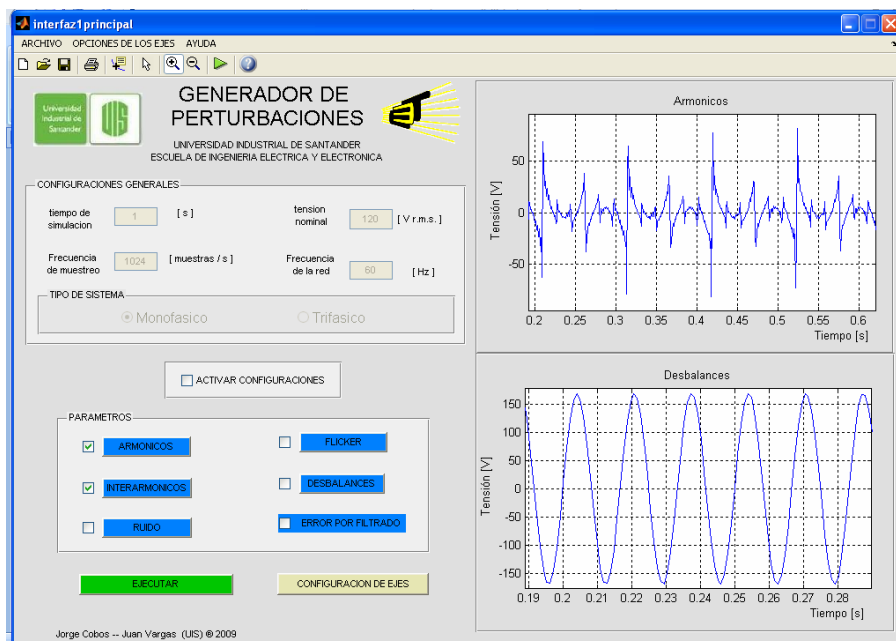 interfaz1principal
ARCHIVO OPCIONES DE LOS EJES AYUDA
Universidad
Industrial de
Santander
UIS
GENERADOR DE
PERTURBACIONES
UNIVERSIDAD INDUSTRIAL DE SANTANDER
ESCUELA DE INGENIERIA ELECTRICA Y ELECTRONICA
CONFIGURACIONES GENERALES
tiempo de
simulacion
1
[ s ]
tension
nominal
120
[ V r.m.s. ]
Frecuencia
de muestreo
1024
[ muestras / s ]
Frecuencia
de la red
60
[ Hz ]
TIPO DE SISTEMA
Monofasico
Trifasico
ACTIVAR CONFIGURACIONES
PARAMETROS
ARMONICOS
FLICKER
INTERARMONICOS
DESBALANCES
RUIDO
ERROR POR FILTRADO
EJECUTAR
CONFIGURACION DE EJES
Jorge Cobos -- Juan Vargas (UIS) ® 2009
Armonicos
Tensión [V]
50
0
-50
0.2 0.25 0.3 0.35 0.4 0.45 0.5 0.55 0.6
Tiempo [s]
Desbalances
Tensión [V]
150
100
50
0
-50
-100
-150
0.19 0.2 0.21 0.22 0.23 0.24 0.25 0.26 0.27 0.28
Tiempo [s]